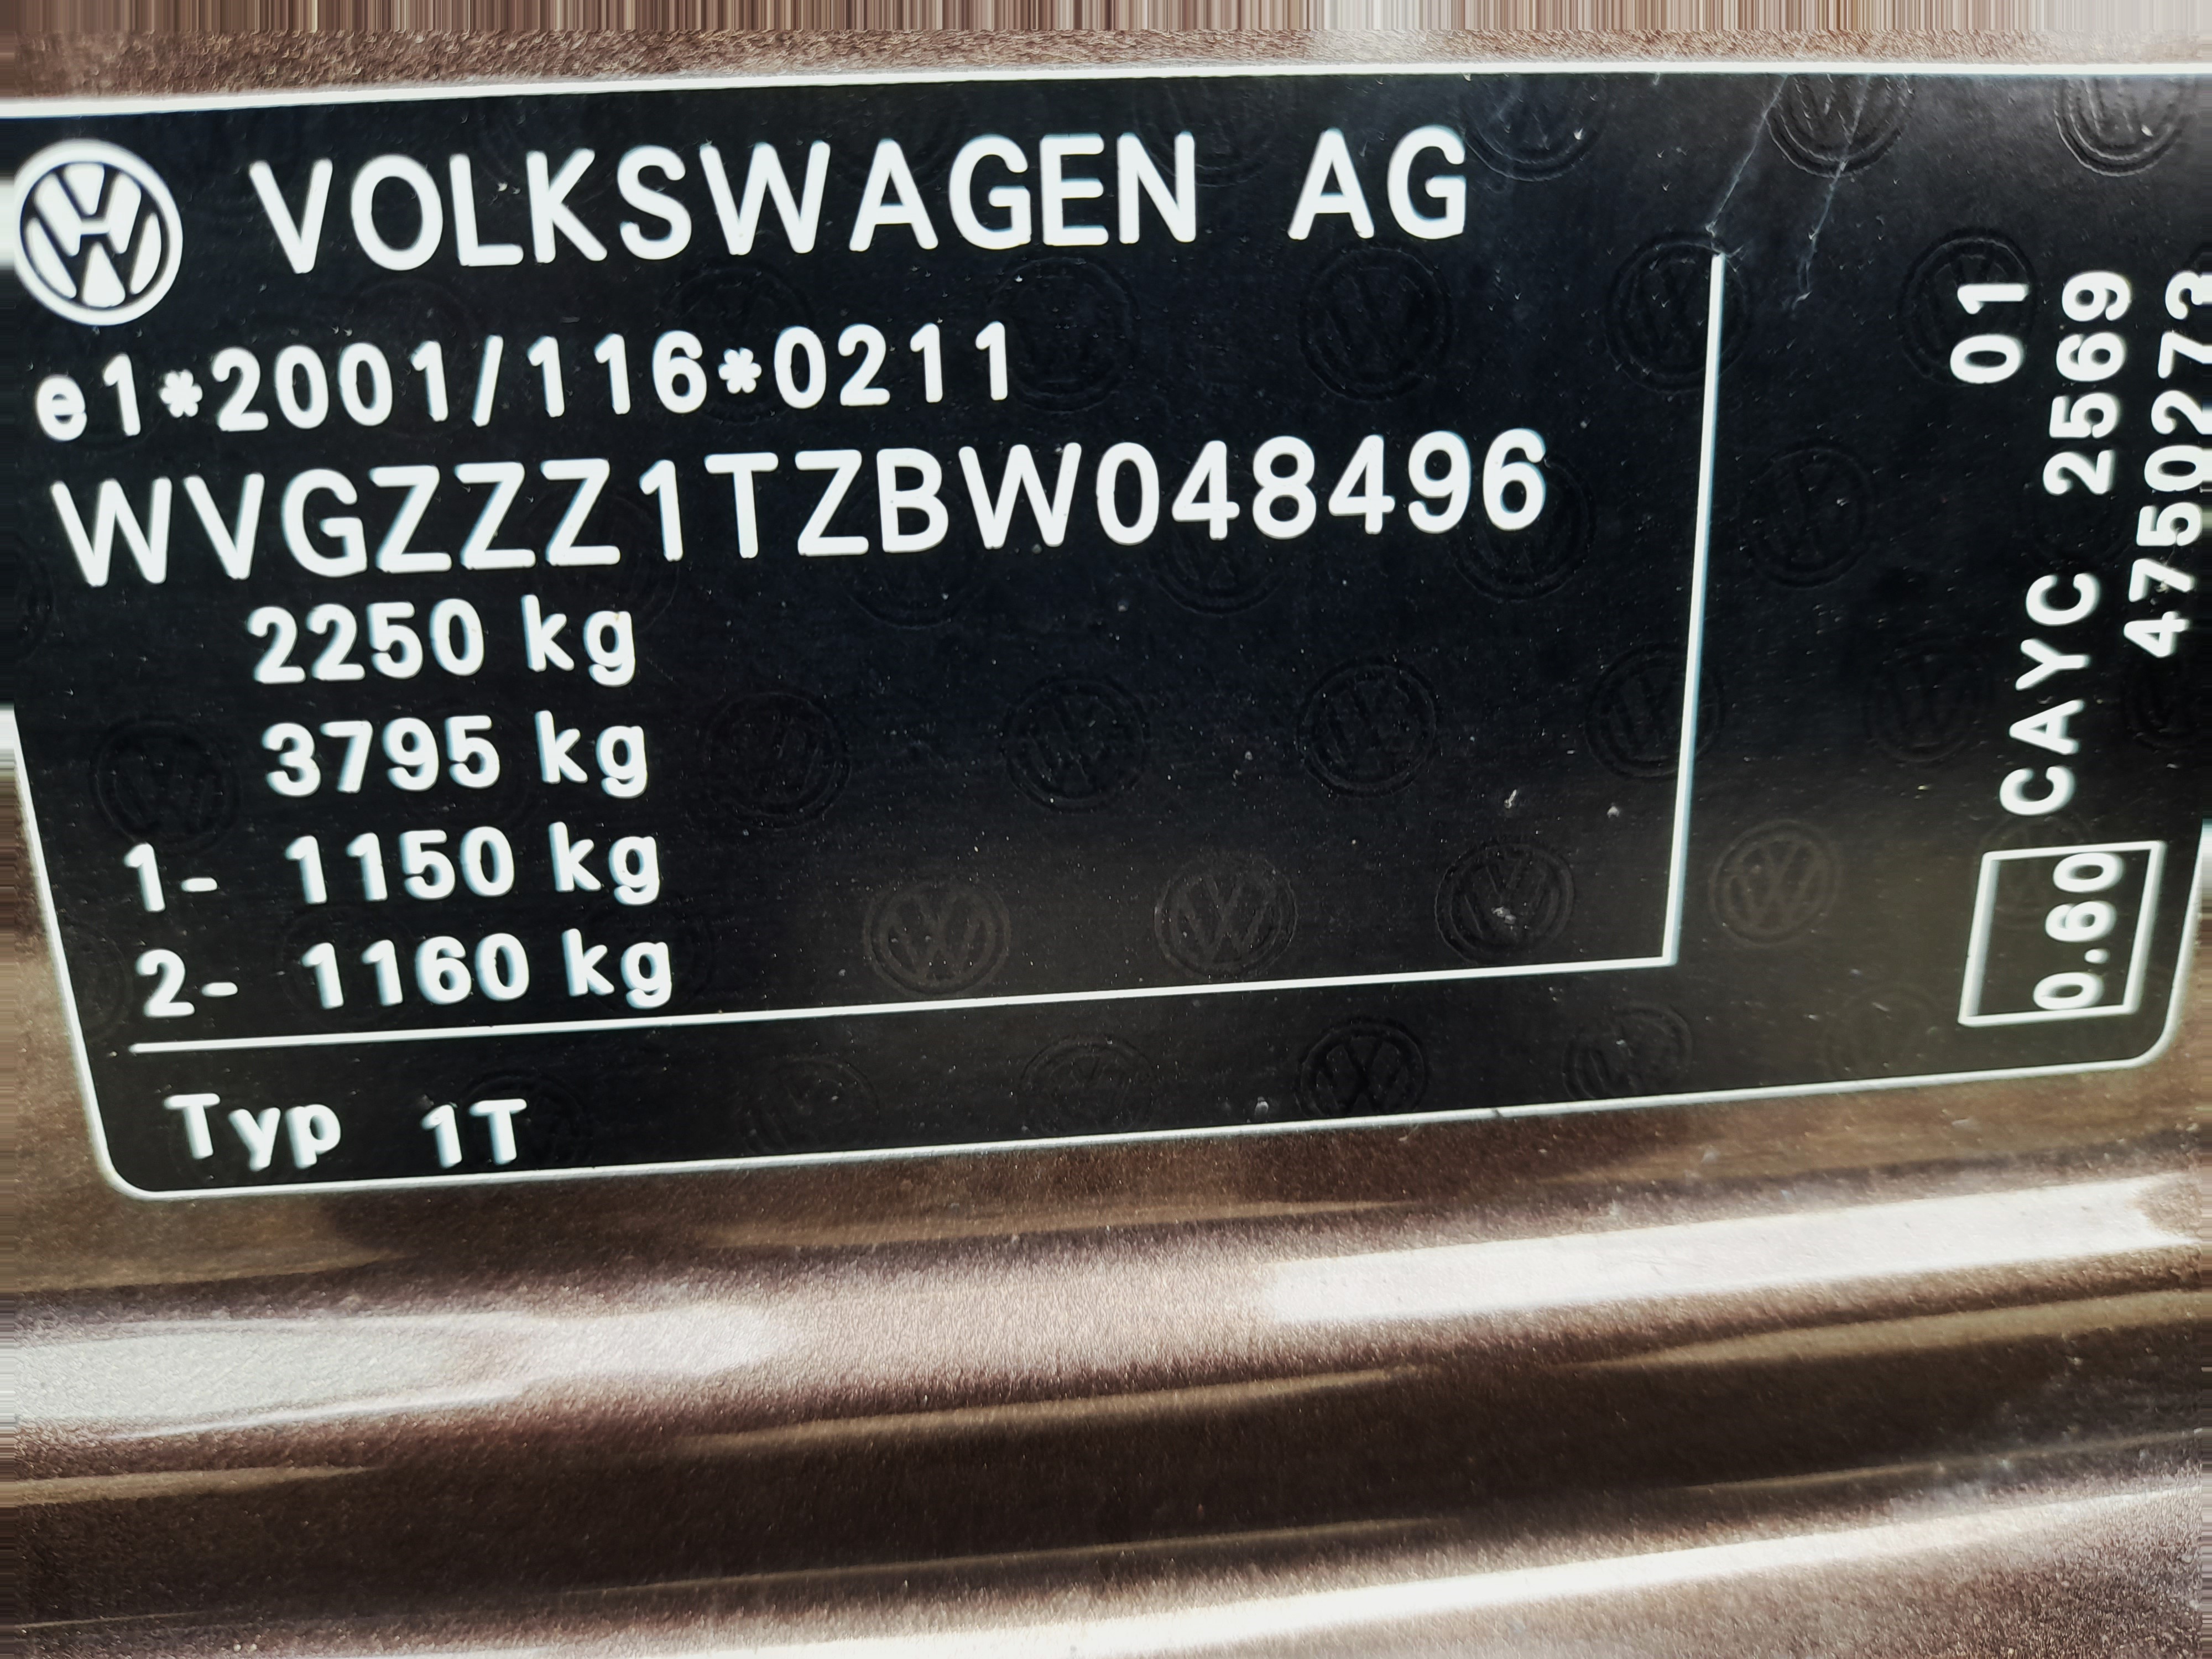 VOLKSWAGEN AG
e1*2001/116*0211
WVGZZZ1TZBW048496
2250 kg
3795 kg
1- 1150 kg
2- 1160 kg
Typ 1T
01
0.60 CAYC 2569
4750273